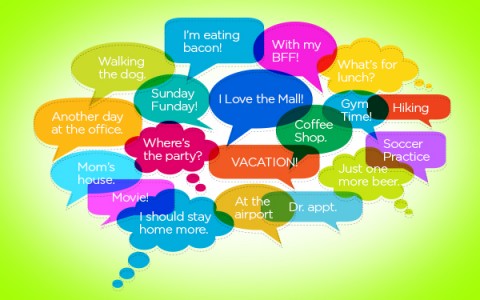 I'm eating
bacon!
With my
BFF!
Walking
the dog.
What's for
lunch?
Sunday
Funday!
I Love the Mall!
Gym
Time!
Hiking
Another day
at the office.
Coffee
Shop.
Where's
the party?
Soccer
Practice
VACATION!
Mom's
house.
Just one
more beer.
Movie!
At the
airport
Dr. appt.
I should stay
home more.